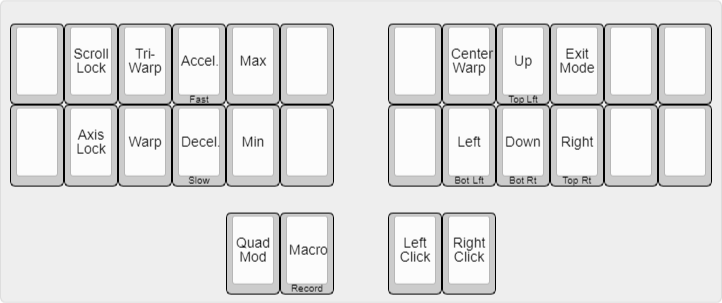 Scroll Lock
Tri-Warp
Accel.
Fast
Max
Center Warp
Up
Top Lft
Exit Mode
Axis Lock
Warp
Decel.
Slow
Min
Left
Bot Lft
Down
Bot Rt
Right
Top Rt
Quad Mod
Macro
Record
Left Click
Right Click